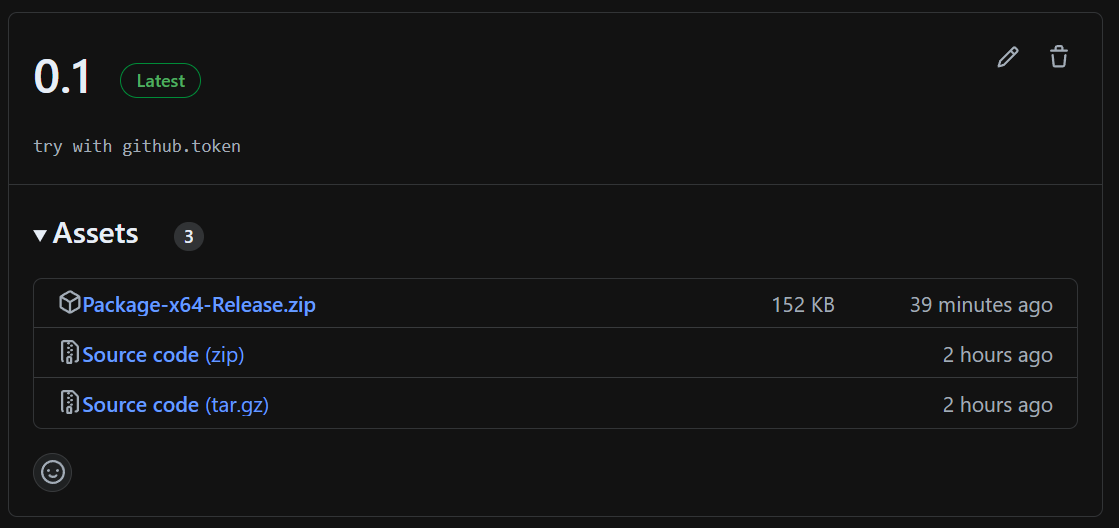 0.1 Latest
try with github.token
Assets 3
Package-x64-Release.zip 152 KB 39 minutes ago
Source code (zip) 2 hours ago
Source code (tar.gz) 2 hours ago